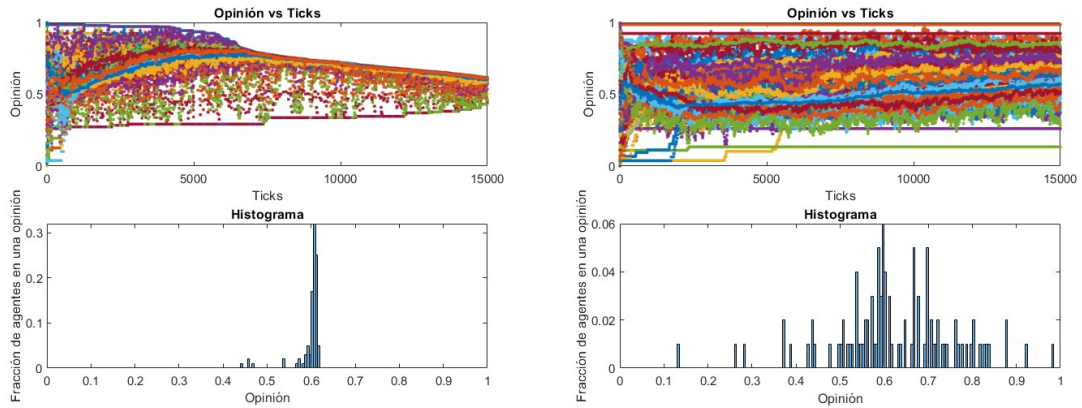 Opinión vs Ticks
1
0.5
0
Opinión
0 5000 10000 15000
Ticks
Histograma
0.3
0.2
0.1
0
Fracción de agentes en una opinión
0 0.1 0.2 0.3 0.4 0.5 0.6 0.7 0.8 0.9 1
Opinión
Opinión vs Ticks
1
0.5
0
Opinión
0 5000 10000 15000
Ticks
Histograma
0.06
0.04
0.02
0
Fracción de agentes en una opinión
0 0.1 0.2 0.3 0.4 0.5 0.6 0.7 0.8 0.9 1
Opinión